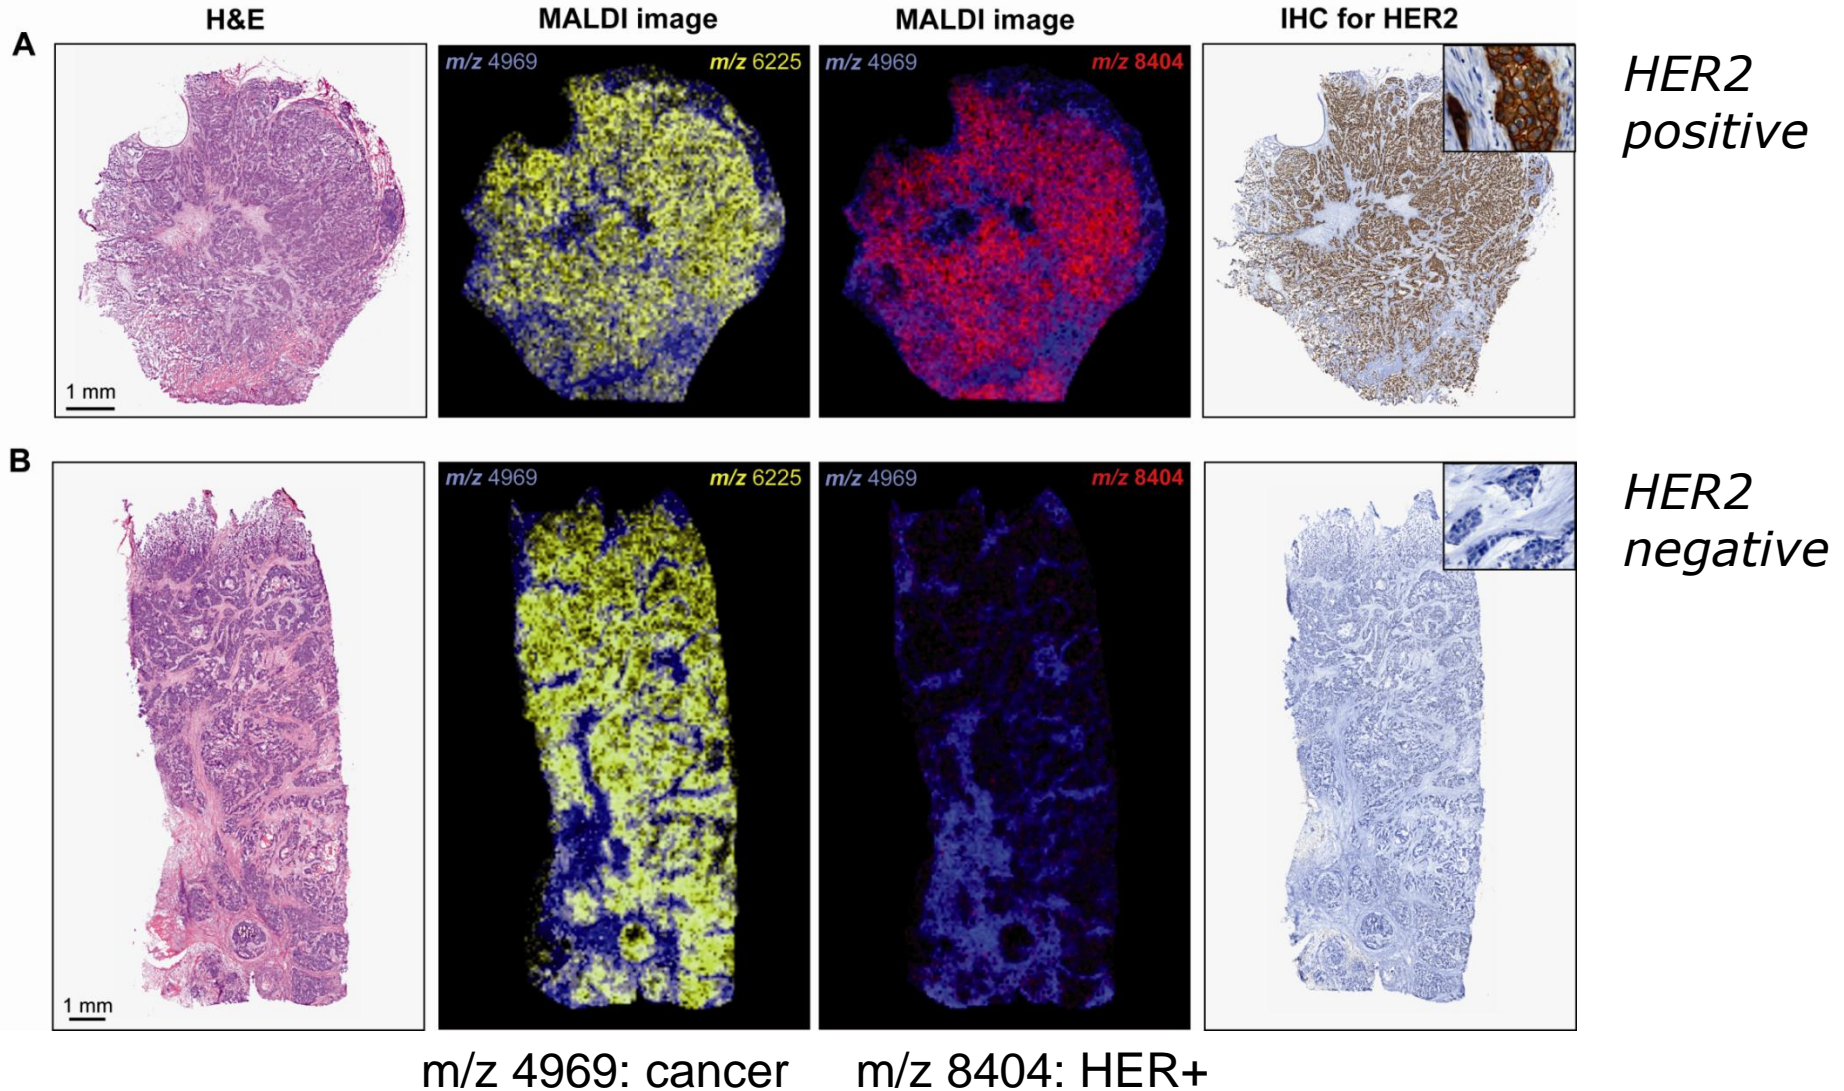 H&E
MALDI image
MALDI image
IHC for HER2
A
m/z 4969
m/z 6225
m/z 4969
m/z 8404
HER2
positive
1 mm
B
m/z 4969
m/z 6225
m/z 4969
m/z 8404
HER2
negative
1 mm
m/z 4969: cancer
m/z 8404: HER+